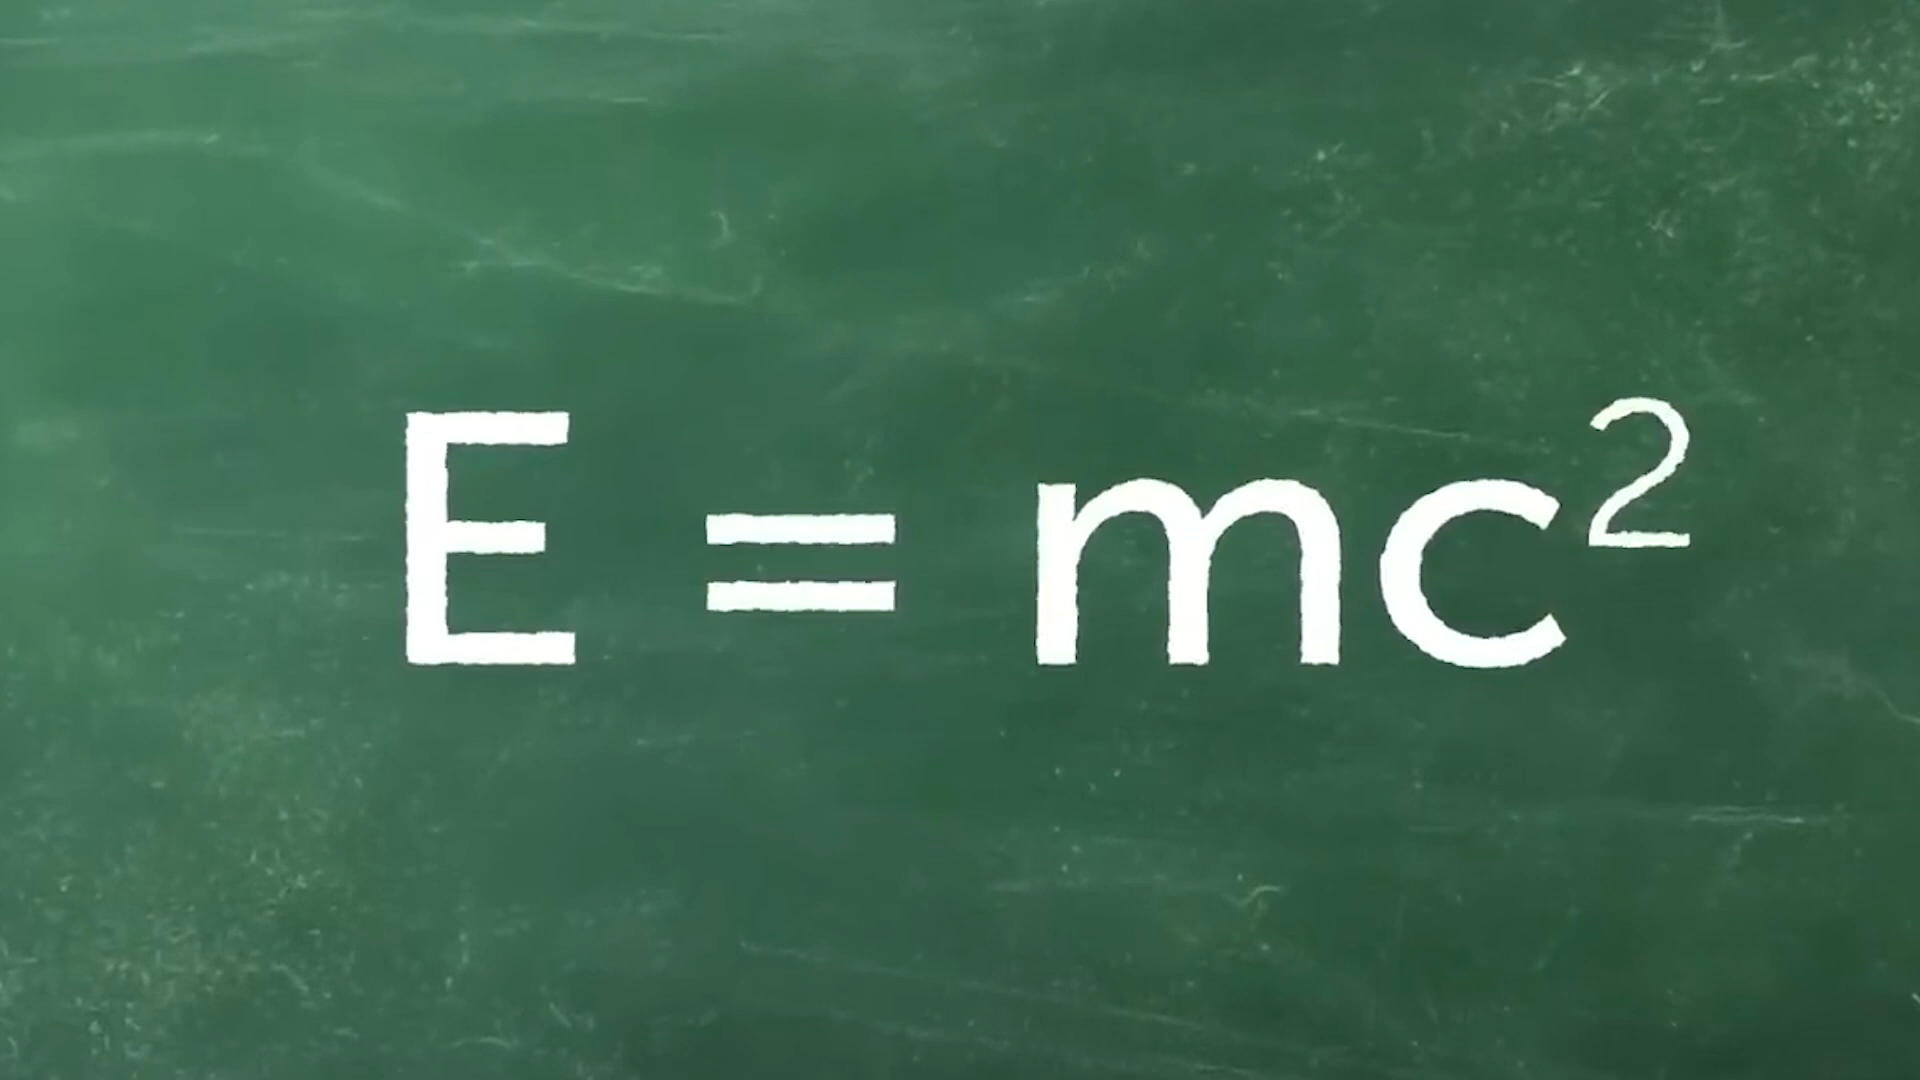 E = mc²